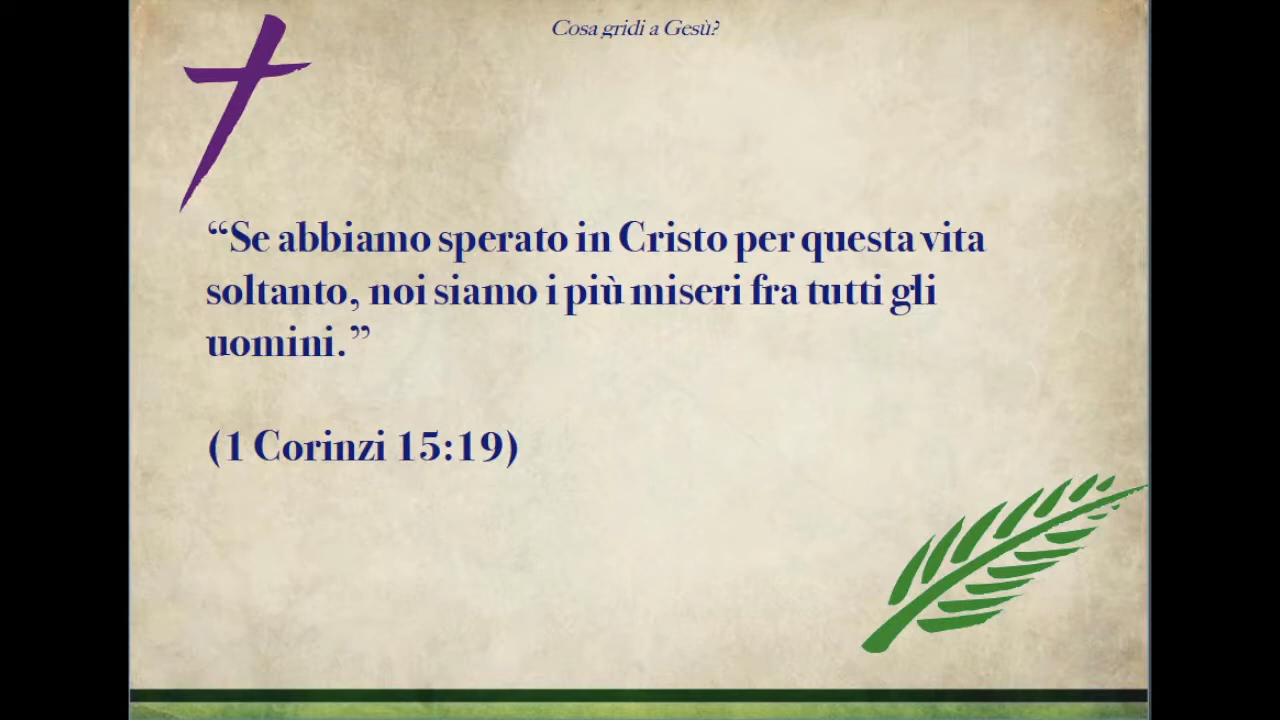 Cosa gridi a Gesù?
“Se abbiamo sperato in Cristo per questa vita
soltanto, noi siamo i più miseri fra tutti gli
uomini.”
(1 Corinzi 15:19)